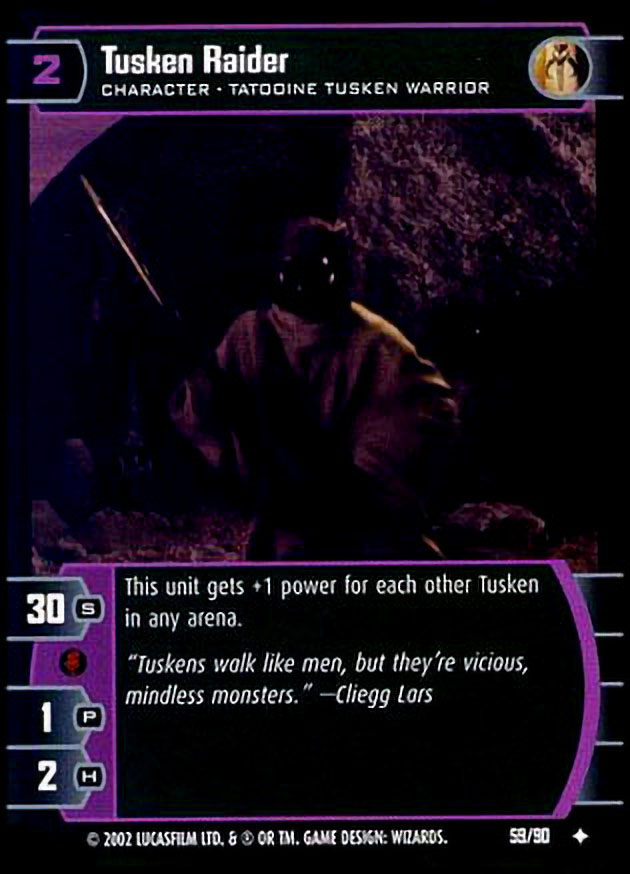 2
Tusken Raider
CHARACTER · TATOOINE TUSKEN WARRIOR
30 S
1 P
2 H
This unit gets +1 power for each other Tusken
in any arena.
“Tuskens walk like men, but they’re vicious,
mindless monsters.” —Cliegg Lars
© 2002 LUCASFILM LTD. & ® OR TM. GAME DESIGN: WIZARDS.
59/90